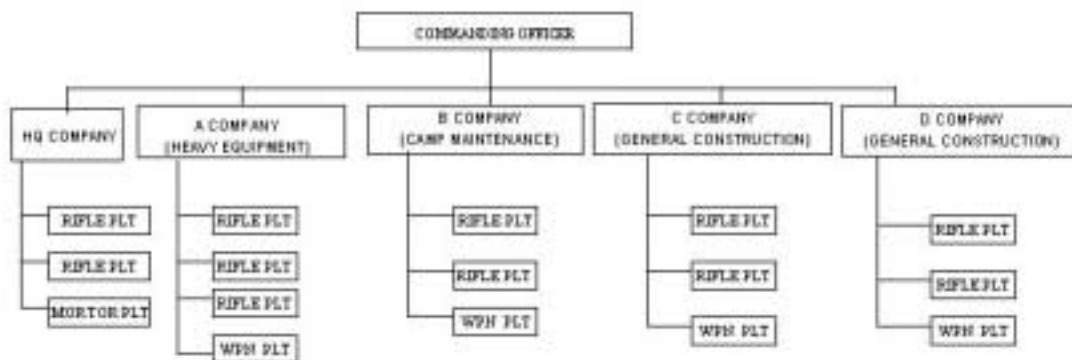 COMMANDING OFFICER
HQ COMPANY
A COMPANY
(HEAVY EQUIPMENT)
B COMPANY
(CAMP MAINTENANCE)
C COMPANY
(GENERAL CONSTRUCTION)
D COMPANY
(GENERAL CONSTRUCTION)
RIFLE PLT
RIFLE PLT
MORTOR PLT
RIFLE PLT
RIFLE PLT
RIFLE PLT
WPN PLT
RIFLE PLT
RIFLE PLT
WPN PLT
RIFLE PLT
RIFLE PLT
WPN PLT
RIFLE PLT
RIFLE PLT
WPN PLT